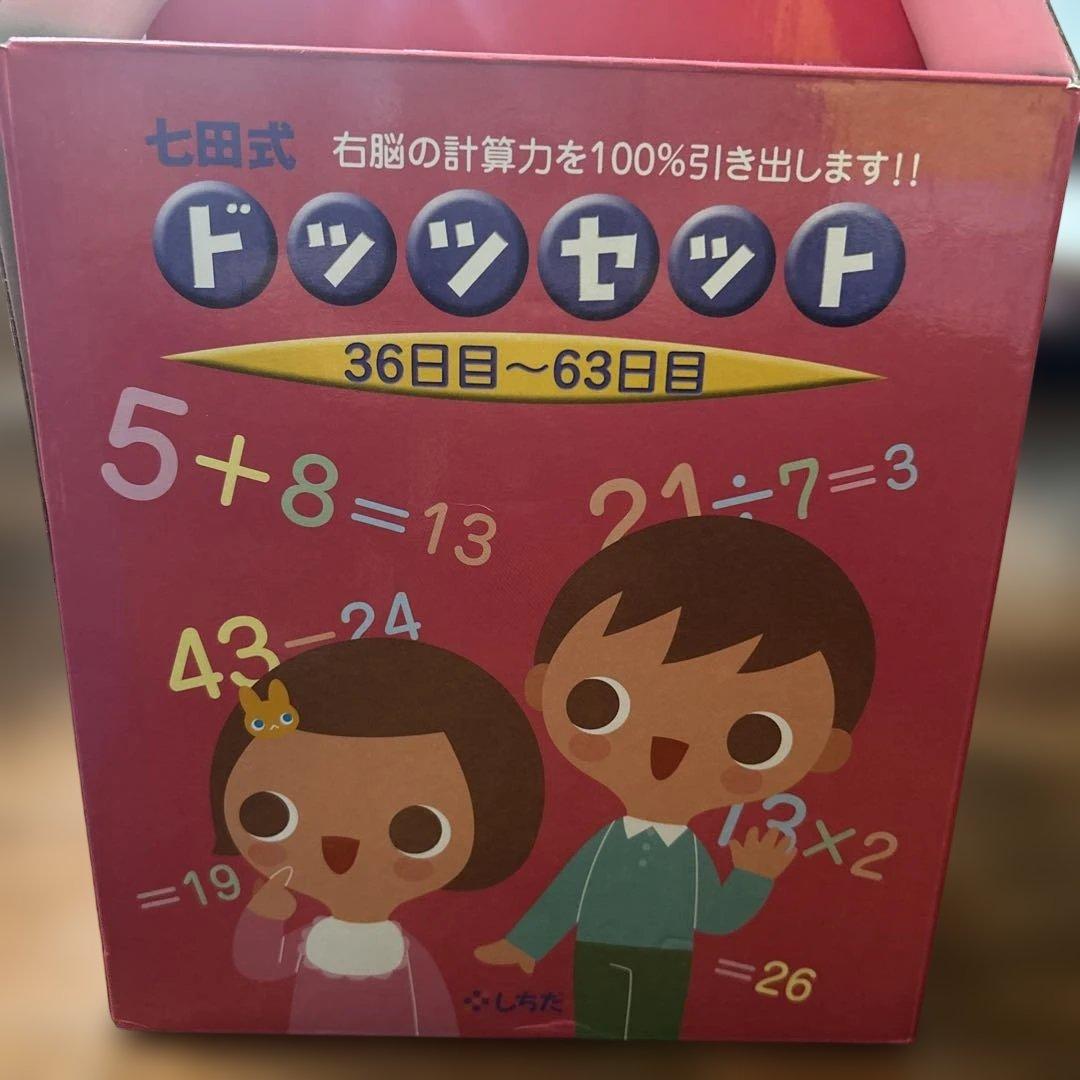 七田式 右脳の計算力を100%引き出します!!
ドッツセット
36日目～63日目
5+8=13
21÷7=3
43-24
=19
13×2
=26
しちだ